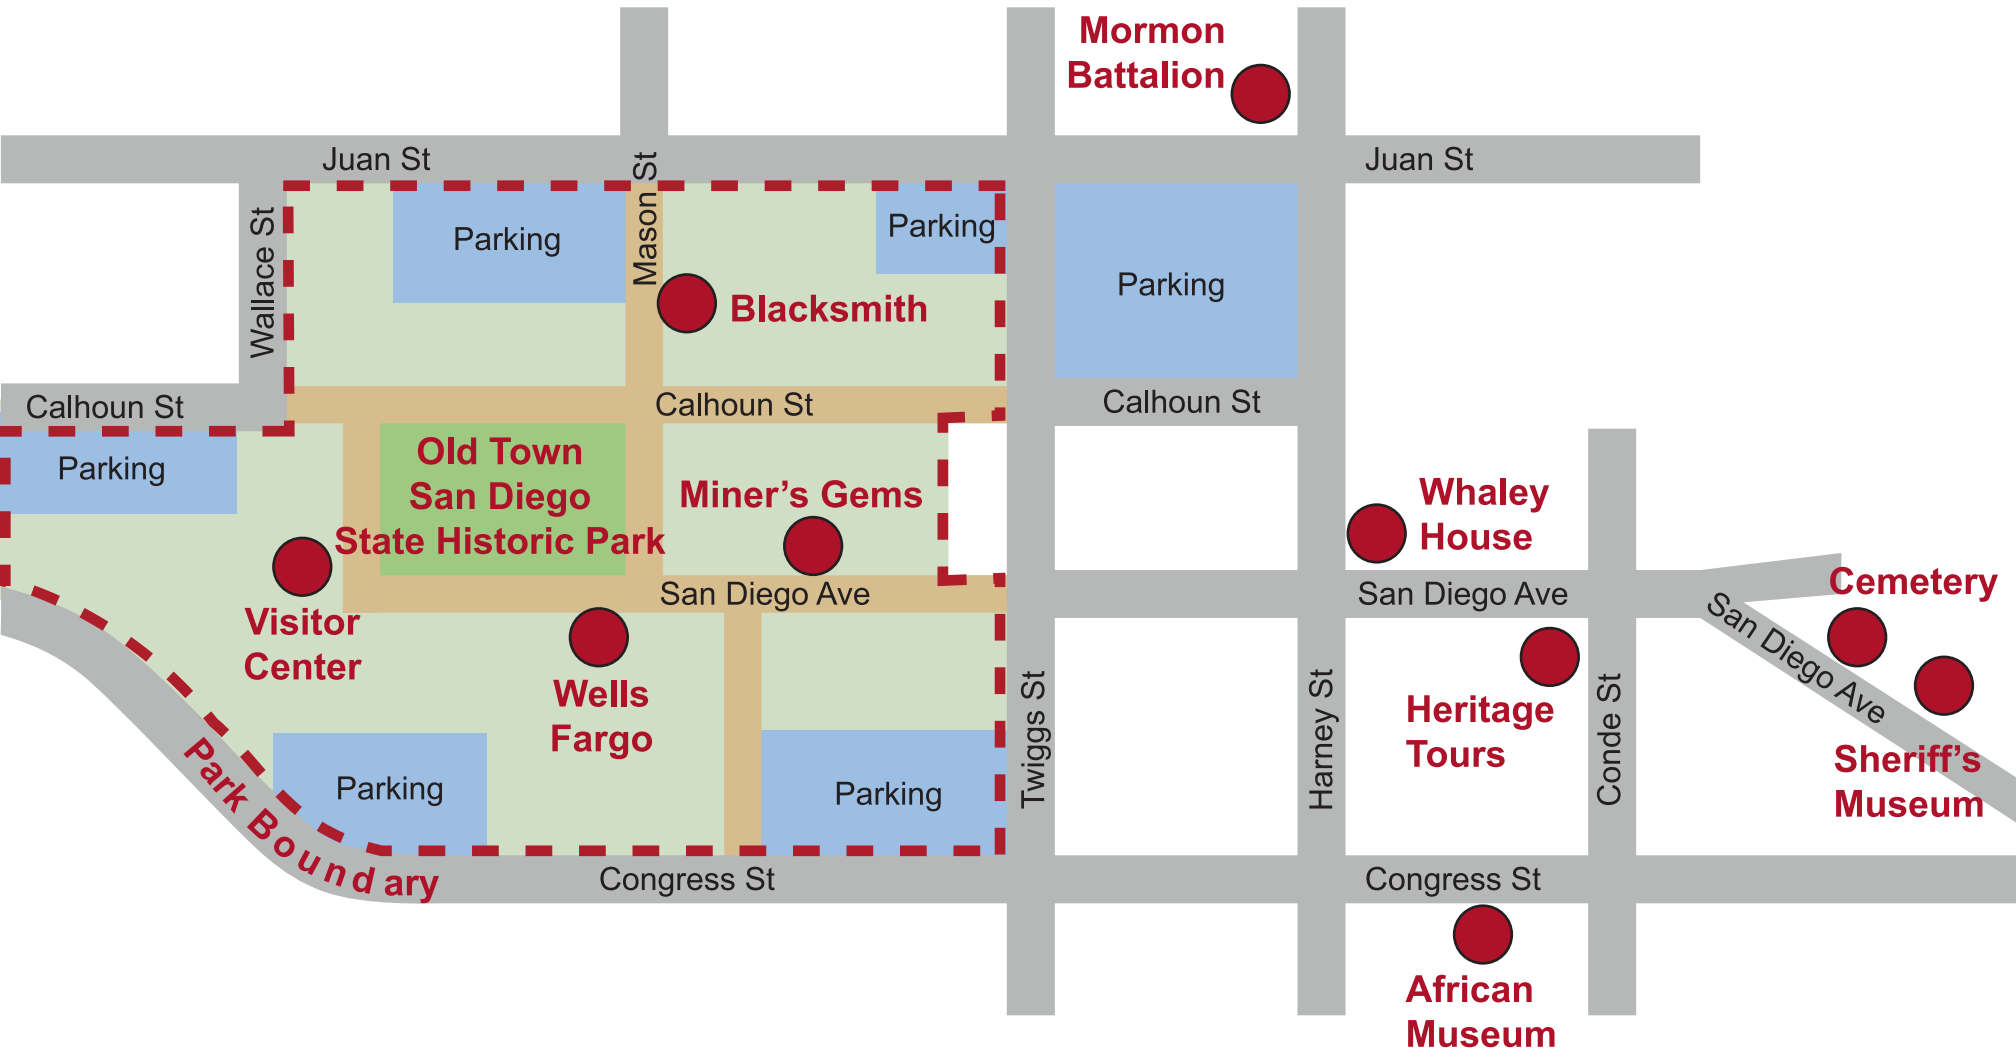 Mormon
Battalion
Juan St
Juan St
Mason St
Wallace St
Parking
Parking
Parking
Blacksmith
Calhoun St
Calhoun St
Calhoun St
Parking
Old Town
San Diego
State Historic Park
Miner's Gems
Whaley
House
San Diego Ave
San Diego Ave
Cemetery
San Diego Ave
Visitor
Center
Wells
Fargo
Heritage
Tours
Twiggs St
Harney St
Conde St
Sheriff's
Museum
Park Boundary
Parking
Parking
Congress St
Congress St
African
Museum